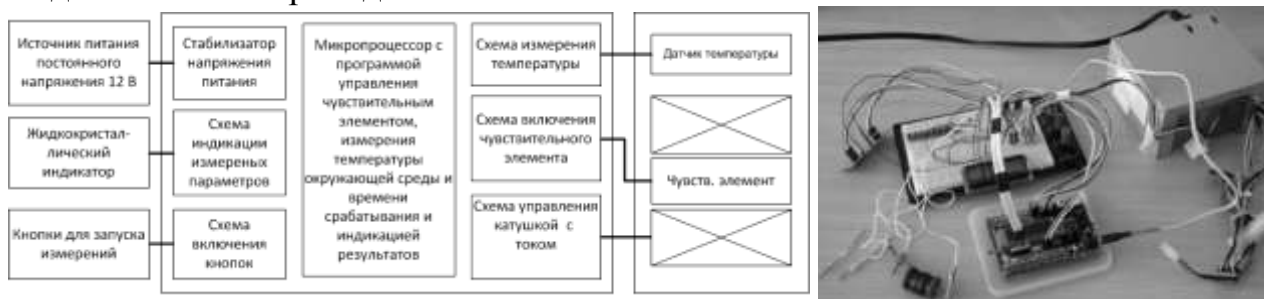 Источник питания
постоянного
напряжения 12 В
Стабилизатор
напряжения
питания
Микропроцессор с
программой
управления
чувствительным
элементом,
измерения
температуры
окружающей среды и
времени
срабатывания и
индикацией
результатов
Схема измерения
температуры
Датчик температуры
Жидкокристал-
лический
индикатор
Схема
индикации
измереных
параметров
Схема включения
чувствительного
элемента
Чувств. элемент
Кнопки для запуска
измерений
Схема
включения
кнопок
Схема управления
катушкой с
током